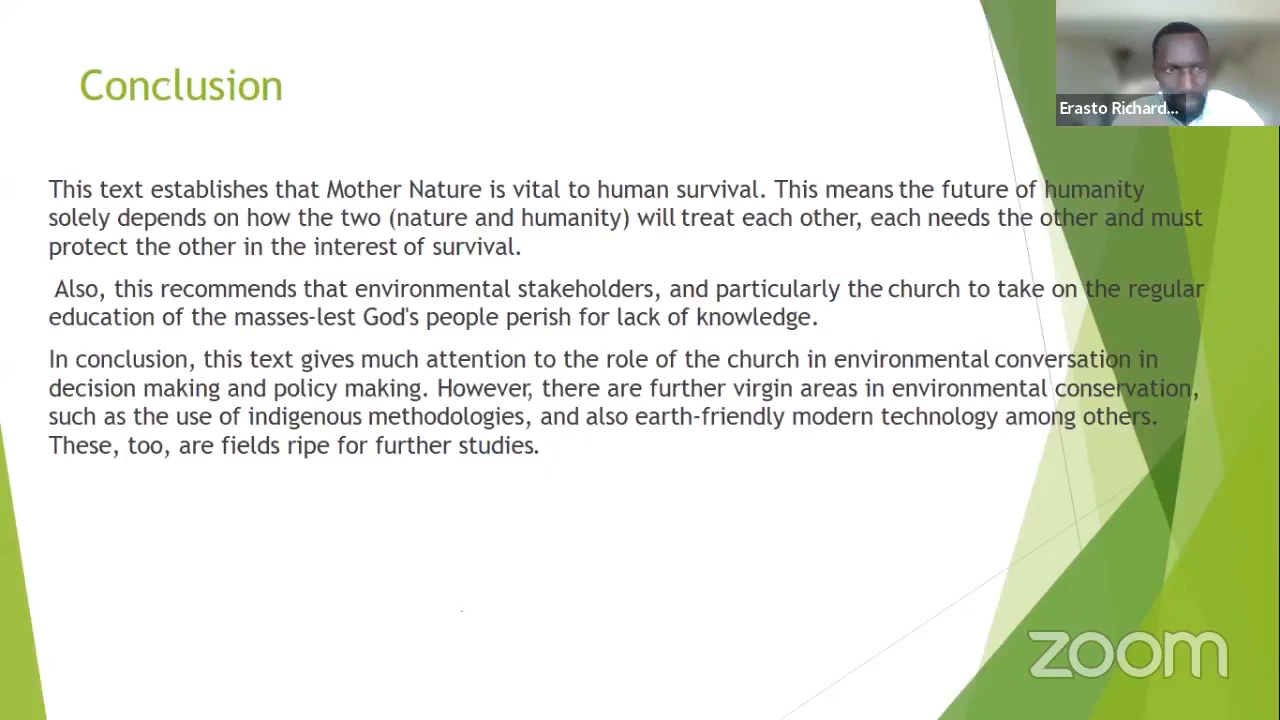 Conclusion
Erasto Richard...
This text establishes that Mother Nature is vital to human survival. This means the future of humanity
solely depends on how the two (nature and humanity) will treat each other, each needs the other and must
protect the other in the interest of survival.
Also, this recommends that environmental stakeholders, and particularly the church to take on the regular
education of the masses-lest God's people perish for lack of knowledge.
In conclusion, this text gives much attention to the role of the church in environmental conversation in
decision making and policy making. However, there are further virgin areas in environmental conservation,
such as the use of indigenous methodologies, and also earth-friendly modern technology among others.
These, too, are fields ripe for further studies.
zoom